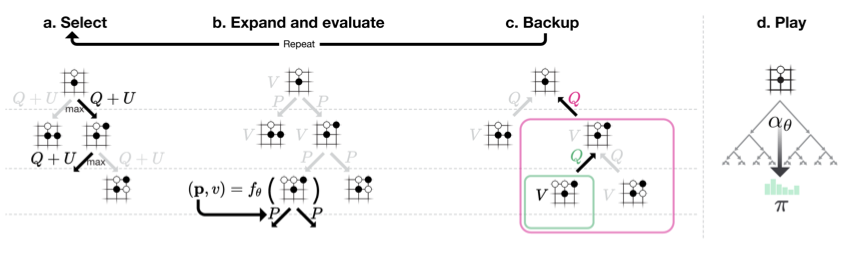 a. Select
b. Expand and evaluate
c. Backup
d. Play
Repeat
Q + U
max
Q + U
Q + U
max
Q + U
V
P
P
V
V
P
P
(p, v) = fθ ( )
P
P
Q
Q
V
V
Q
Q
V
V
αθ
π